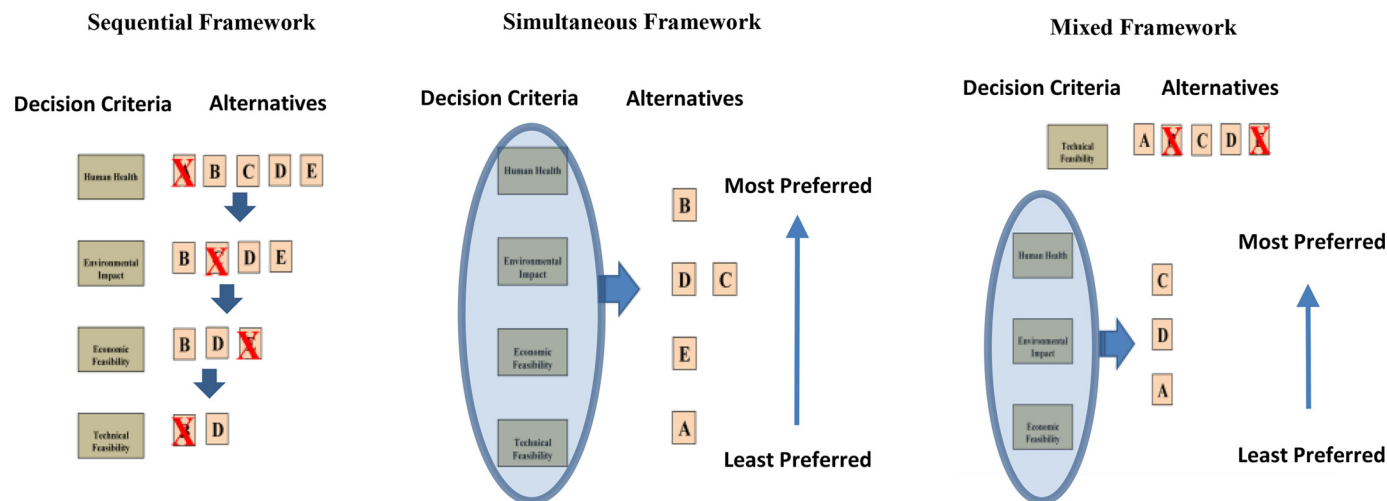 Sequential Framework
Decision Criteria Alternatives
Human Health
A B C D E
Environmental
Impact
B C D E
Economic
Feasibility
B D E
Technical
Feasibility
B D
Simultaneous Framework
Decision Criteria Alternatives
Human Health
Environmental
Impact
Economic
Feasibility
Technical
Feasibility
B
D C
E
A
Most Preferred
Least Preferred
Mixed Framework
Decision Criteria Alternatives
Technical
Feasibility
A B C D E
Human Health
Environmental
Impact
Economic
Feasibility
C
D
A
Most Preferred
Least Preferred